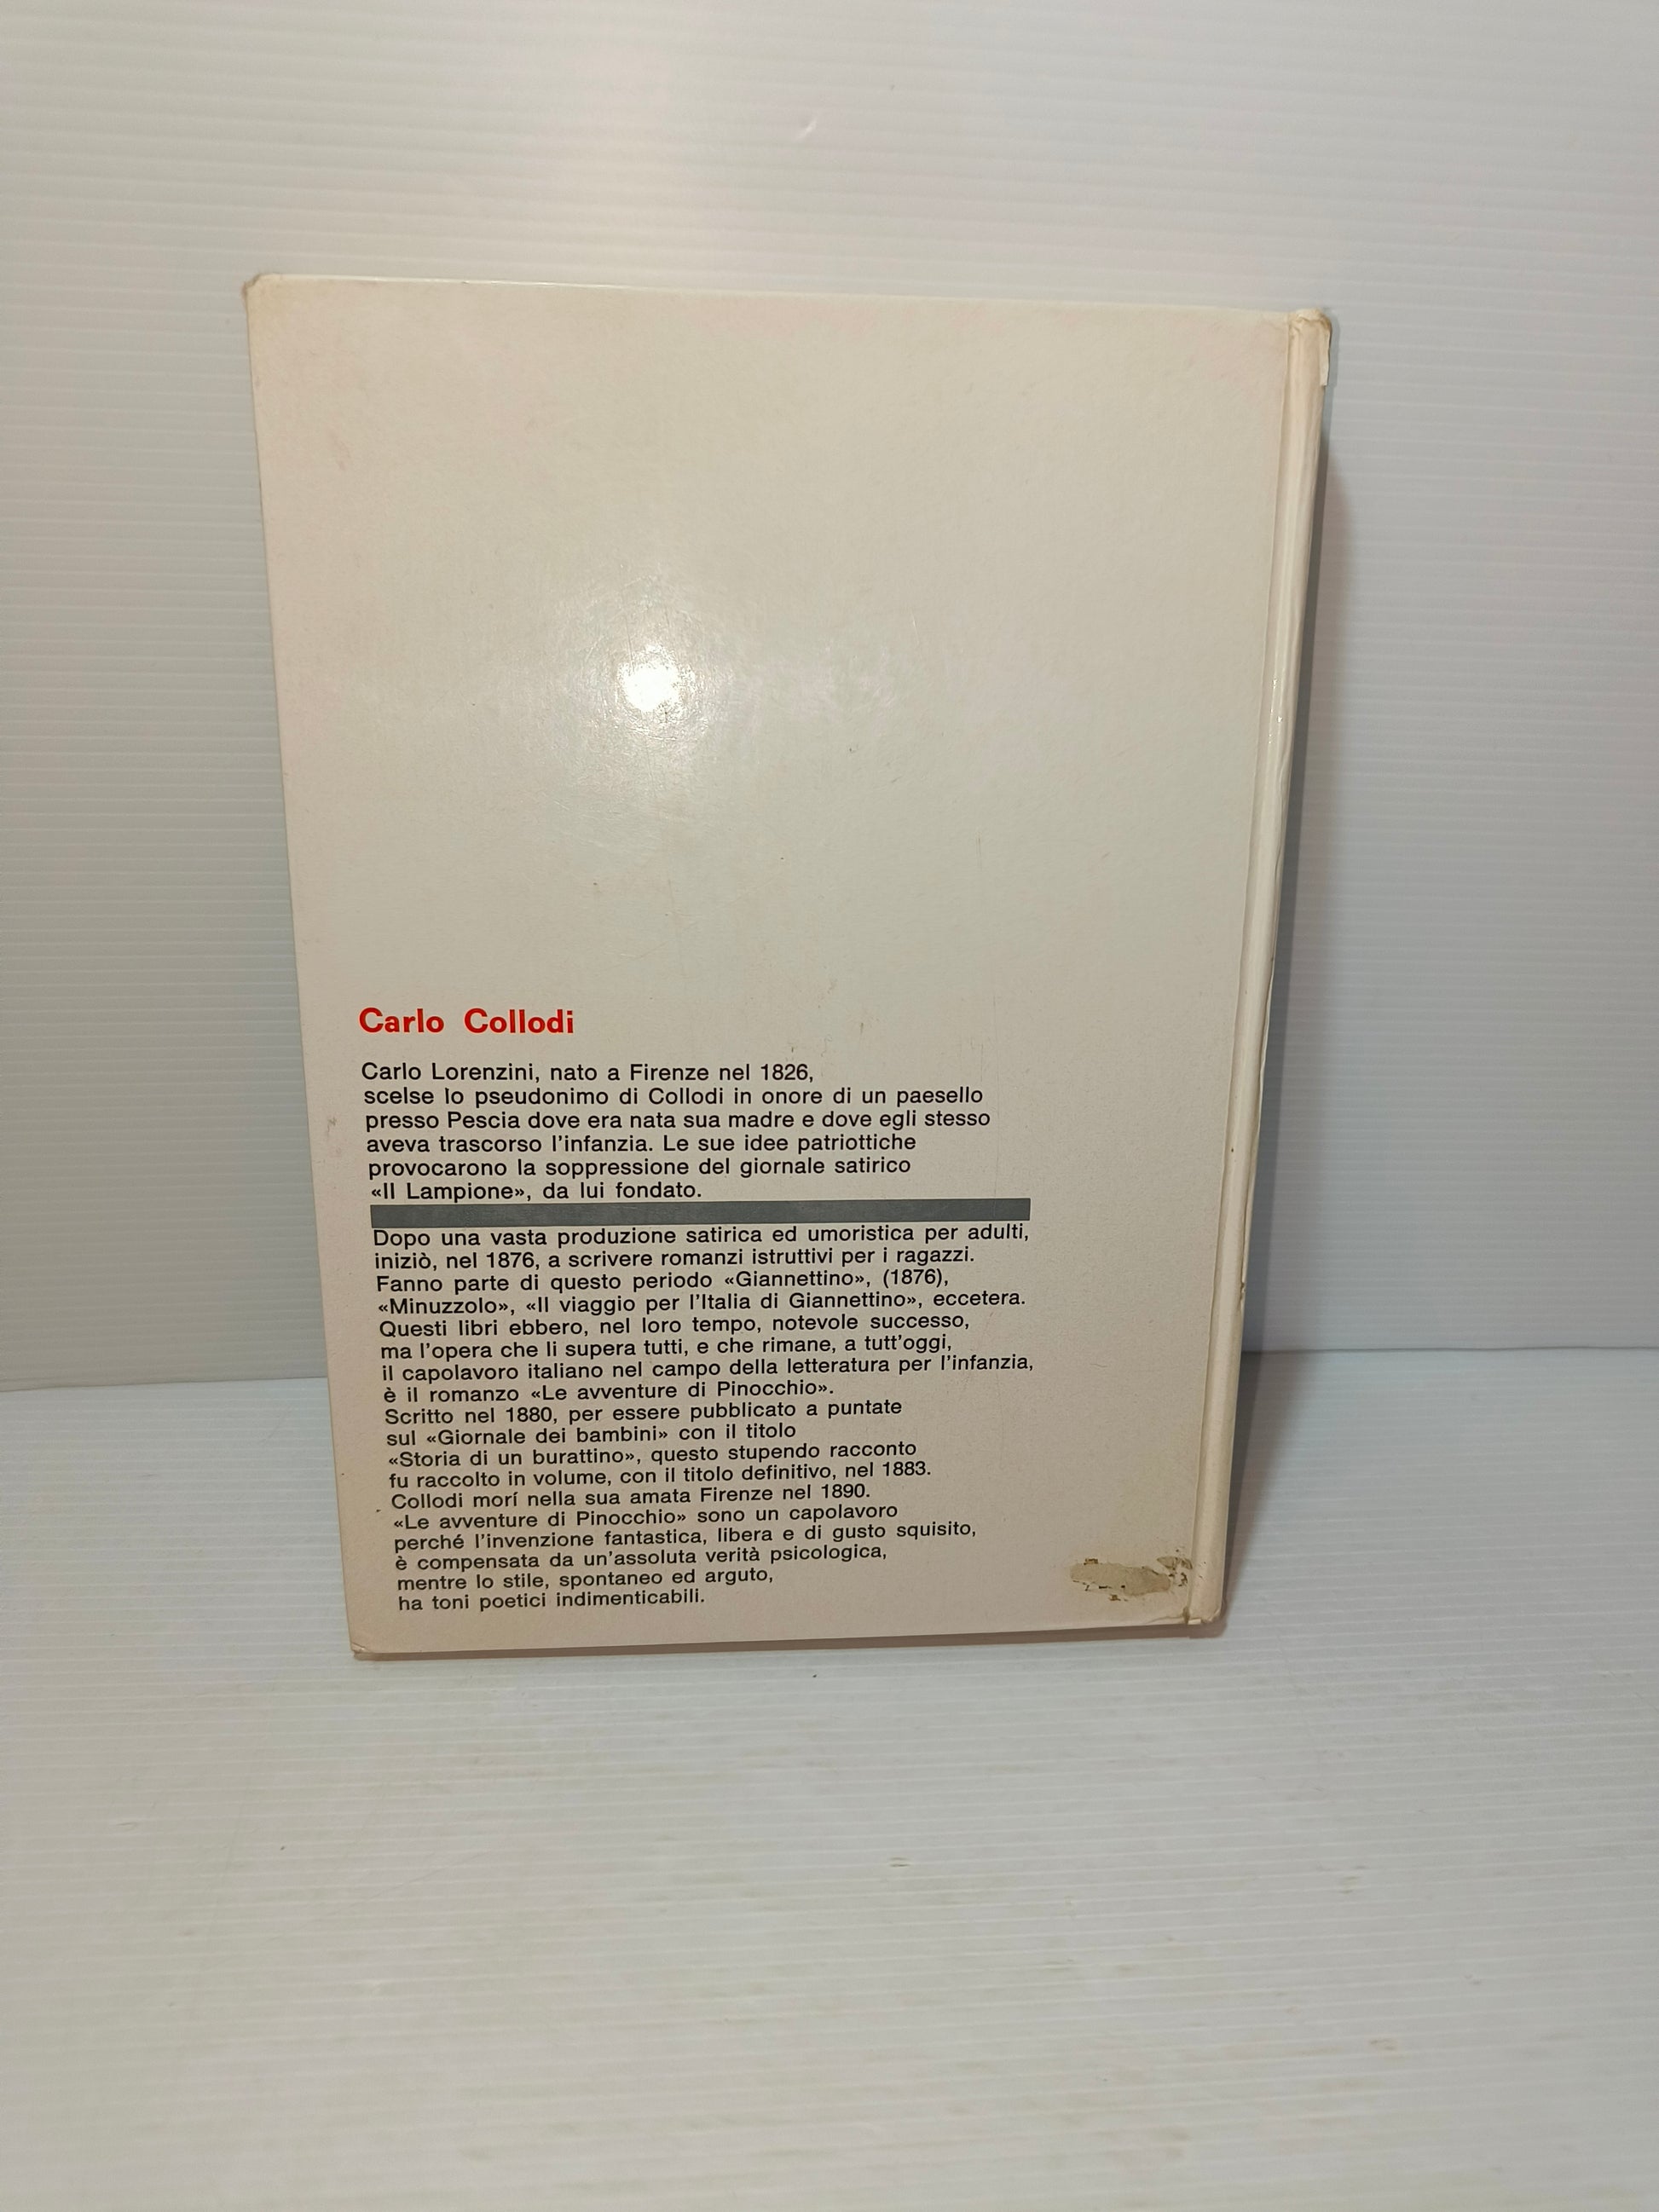 Carlo Collodi
Carlo Lorenzini, nato a Firenze nel 1826,
scelse lo pseudonimo di Collodi in onore di un paesello
presso Pescia dove era nata sua madre e dove egli stesso
aveva trascorso l'infanzia. Le sue idee patriottiche
provocarono la soppressione del giornale satirico
«Il Lampione», da lui fondato.
Dopo una vasta produzione satirica ed umoristica per adulti,
iniziò, nel 1876, a scrivere romanzi istruttivi per i ragazzi.
Fanno parte di questo periodo «Giannettino», (1876),
«Minuzzolo», «Il viaggio per l'Italia di Giannettino», eccetera.
Questi libri ebbero, nel loro tempo, notevole successo,
ma l'opera che li supera tutti, e che rimane, a tutt'oggi,
il capolavoro italiano nel campo della letteratura per l'infanzia,
è il romanzo «Le avventure di Pinocchio».
Scritto nel 1880, per essere pubblicato a puntate
sul «Giornale dei bambini» con il titolo
«Storia di un burattino», questo stupendo racconto
fu raccolto in volume, con il titolo definitivo, nel 1883.
Collodi morí nella sua amata Firenze nel 1890.
«Le avventure di Pinocchio» sono un capolavoro
perché l'invenzione fantastica, libera e di gusto squisito,
è compensata da un'assoluta verità psicologica,
mentre lo stile, spontaneo ed arguto,
ha toni poetici indimenticabili.